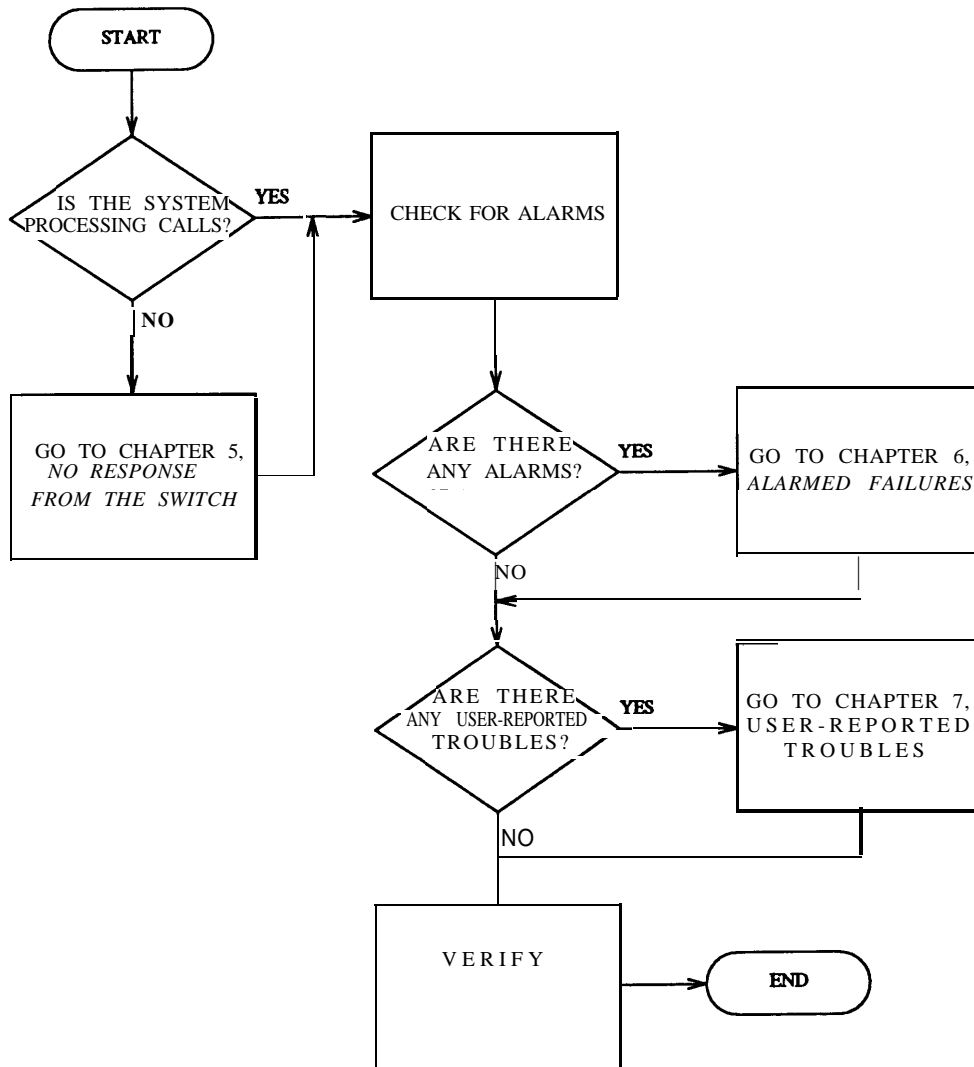 START
IS THE SYSTEM
PROCESSING CALLS?
YES
CHECK FOR ALARMS
NO
GO TO CHAPTER 5,
NO RESPONSE
FROM THE SWITCH
ARE THERE
ANY ALARMS?
YES
GO TO CHAPTER 6,
ALARMED FAILURES
NO
ARE THERE
ANY USER-REPORTED
TROUBLES?
YES
GO TO CHAPTER 7,
USER-REPORTED
TROUBLES
NO
VERIFY
END